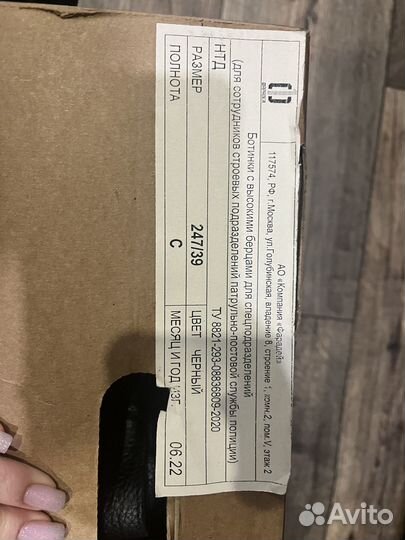 АО «Компания «Фарадей»
117574, РФ, г.Москва, ул.Голубинская, владение 8, строение 1, комн.2, пом.V, этаж 2
Ботинки с высокими берцами для спецподразделений
(для сотрудников строевых подразделений патрульно-постовой службы полиции)
НТД ТУ 8821-293-08836809-2020
РАЗМЕР 247/39 ЦВЕТ ЧЕРНЫЙ
ПОЛНОТА С МЕСЯЦ И ГОД ИЗГ. 06.22
Avito